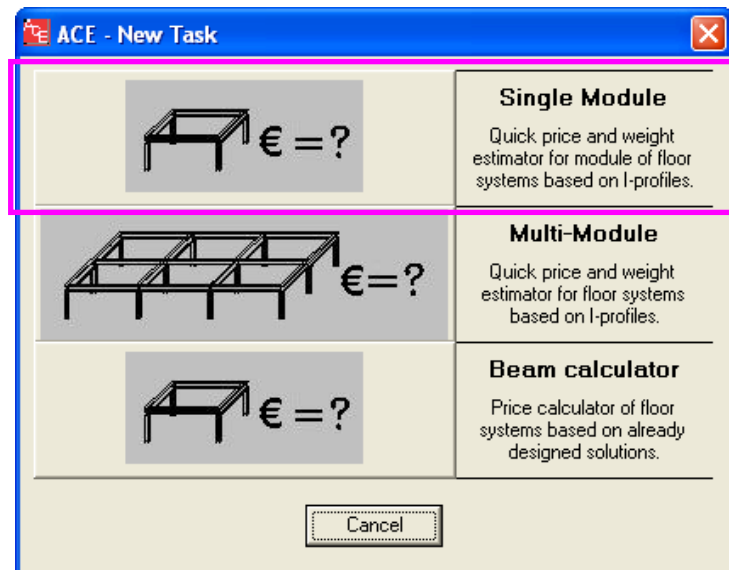 ACE ACE - New Task
€ =?
Single Module
Quick price and weight
estimator for module of floor
systems based on I-profiles.
€=?
Multi-Module
Quick price and weight
estimator for floor systems
based on I-profiles.
€ =?
Beam calculator
Price calculator of floor
systems based on already
designed solutions.
Cancel